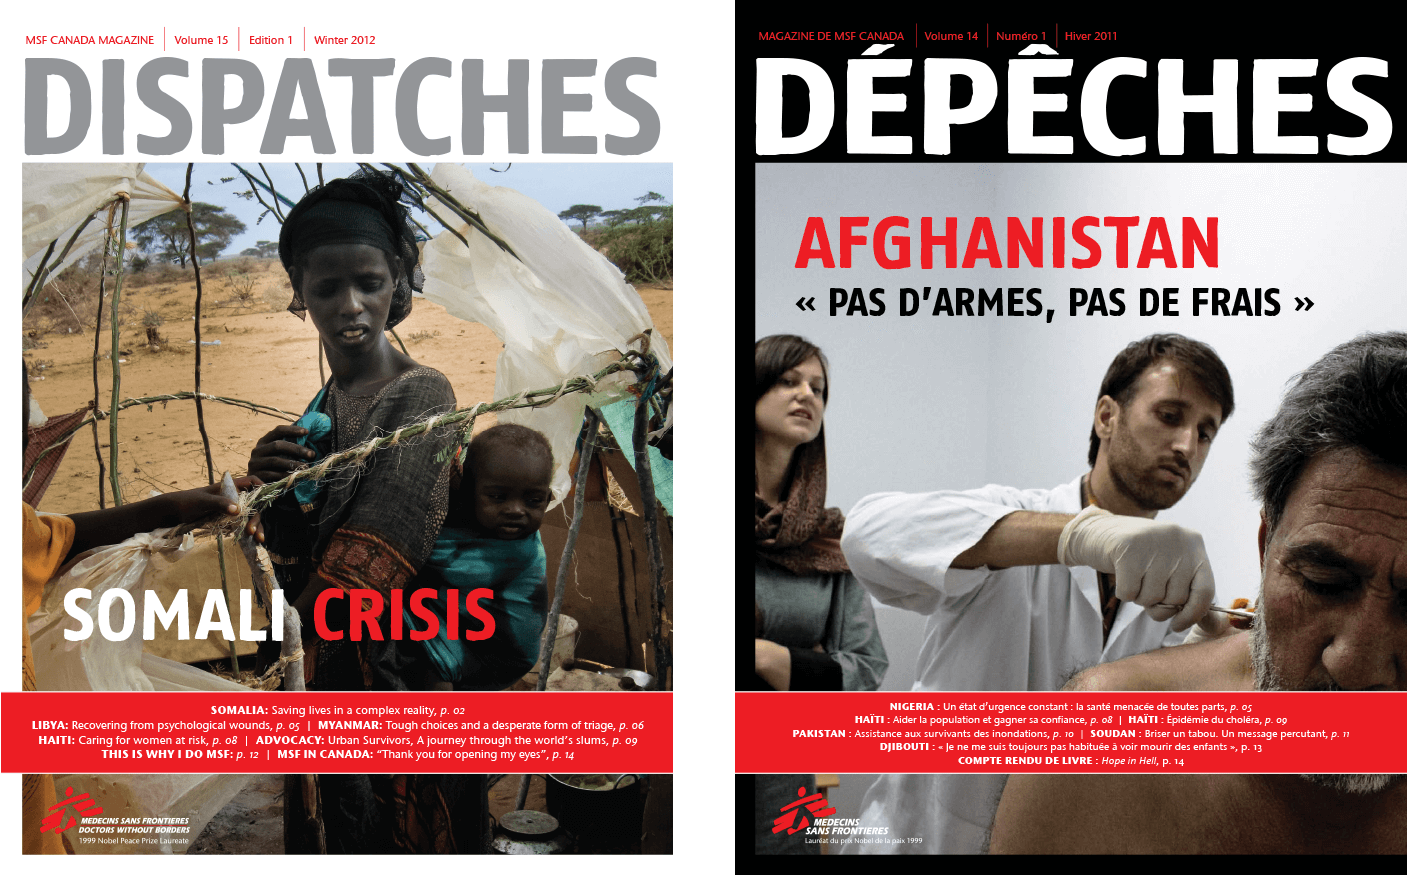 MSF CANADA MAGAZINE | Volume 15 | Edition 1 | Winter 2012
DISPATCHES
SOMALI CRISIS
SOMALIA: Saving lives in a complex reality, p. 02
LIBYA: Recovering from psychological wounds, p. 05 | MYANMAR: Tough choices and a desperate form of triage, p. 06
HAITI: Caring for women at risk, p. 08 | ADVOCACY: Urban Survivors, A journey through the world's slums, p. 09
THIS IS WHY I DO MSF: p. 12 | MSF IN CANADA: “Thank you for opening my eyes”, p. 14
MEDECINS SANS FRONTIERES
DOCTORS WITHOUT BORDERS
1999 Nobel Peace Prize Laureate
MAGAZINE DE MSF CANADA | Volume 14 | Numéro 1 | Hiver 2011
DÉPÊCHES
AFGHANISTAN
« PAS D’ARMES, PAS DE FRAIS »
NIGERIA : Un état d’urgence constant : la santé menacée de toutes parts, p. 05
HAÏTI : Aider la population et gagner sa confiance, p. 08 | HAÏTI : Épidémie du choléra, p. 09
PAKISTAN : Assistance aux survivants des inondations, p. 10 | SOUDAN : Briser un tabou. Un message percutant, p. 11
DJIBOUTI : « Je ne me suis toujours pas habituée à voir mourir des enfants », p. 13
COMPTE RENDU DE LIVRE : Hope in Hell, p. 14
MEDECINS
SANS FRONTIERES
Lauréat du prix Nobel de la paix 1999